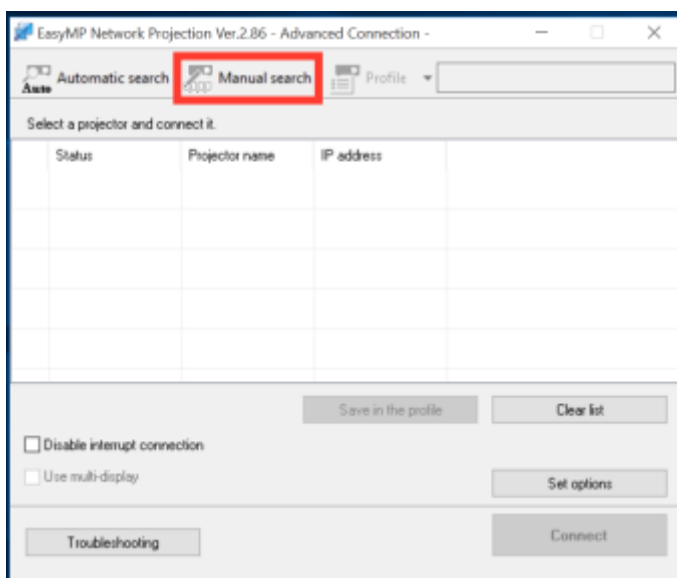 EasyMP Network Projection Ver.2.86 - Advanced Connection -
Auto Automatic search Manual search Profile
Select a projector and connect it.
Status Projector name IP address
Save in the profile Clear list
Disable interrupt connection
Use multi-display
Set options
Troubleshooting Connect